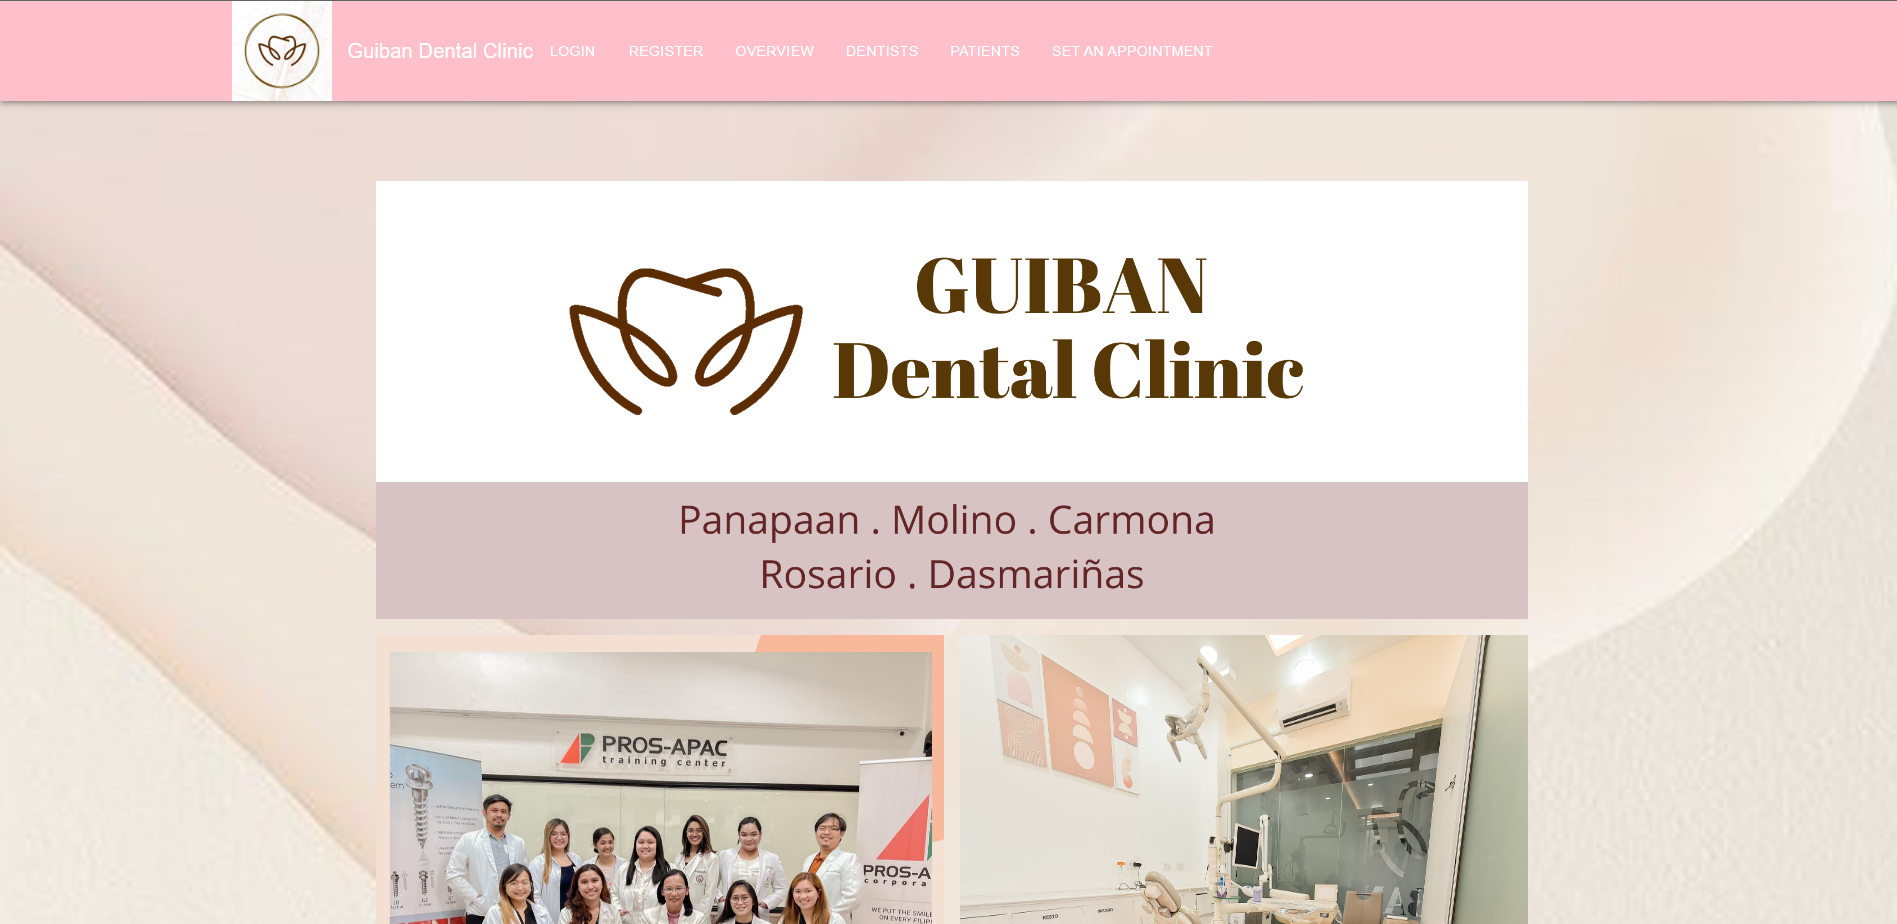 Guiban Dental Clinic LOGIN REGISTER OVERVIEW DENTISTS PATIENTS SET AN APPOINTMENT
GUIBAN
Dental Clinic
Panapaan . Molino . Carmona
Rosario . Dasmariñas
PROS-APAC
training center
PROS-A
corpora
WE PUT THE SMILE
ON EVERY FILIP